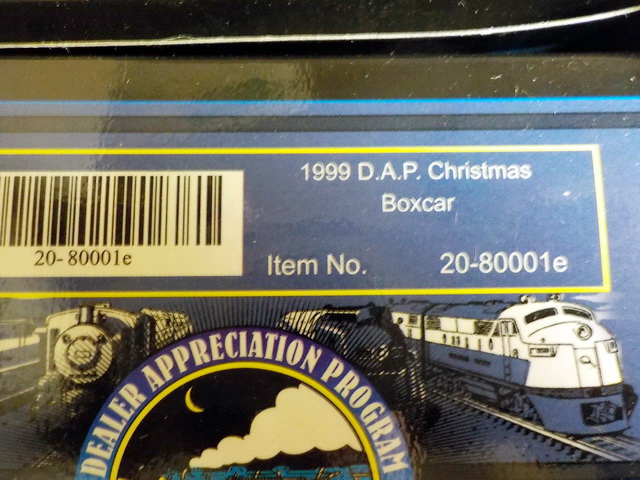 1999 D.A.P. Christmas
Boxcar
20-80001e
Item No. 20-80001e
DEALER APPRECIATION PROGRAM